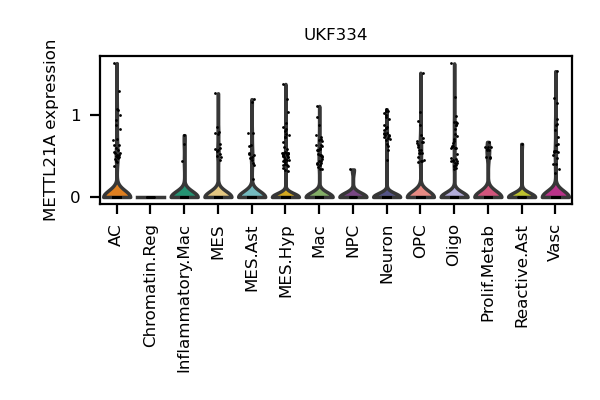 UKF334
METTL21A expression
1
0
AC
Chromatin.Reg
Inflammatory.Mac
MES
MES.Ast
MES.Hyp
Mac
NPC
Neuron
OPC
Oligo
Prolif.Metab
Reactive.Ast
Vasc